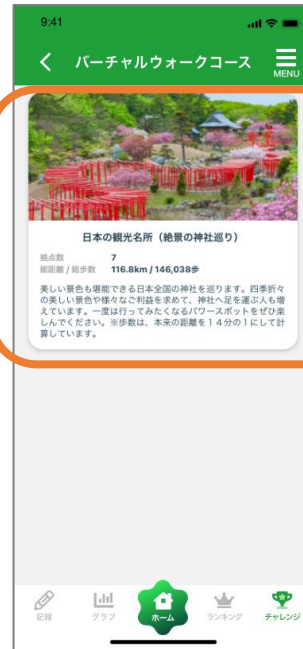 9:41
バーチャルウォークコース
MENU
日本の観光名所（絶景の神社巡り）
拠点数 7
総距離 / 総歩数 116.8km / 146,038歩
美しい景色も堪能できる日本全国の神社を巡ります。四季折々
の美しい景色や様々なご利益を求めて、神社へ足を運ぶ人も増
えています。一度は行ってみたくなるパワースポットをぜひ楽
しんでください。※歩数は、本来の距離を１４分の１にして計
算しています。
記録 グラフ ホーム ランキング チャレンジ